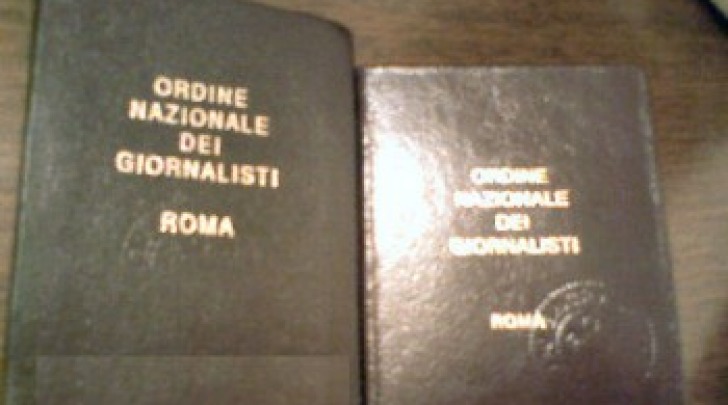 ORDINE
NAZIONALE
DEI
GIORNALISTI
ROMA
ORDINE
NAZIONALE
DEI
GIORNALISTI
ROMA